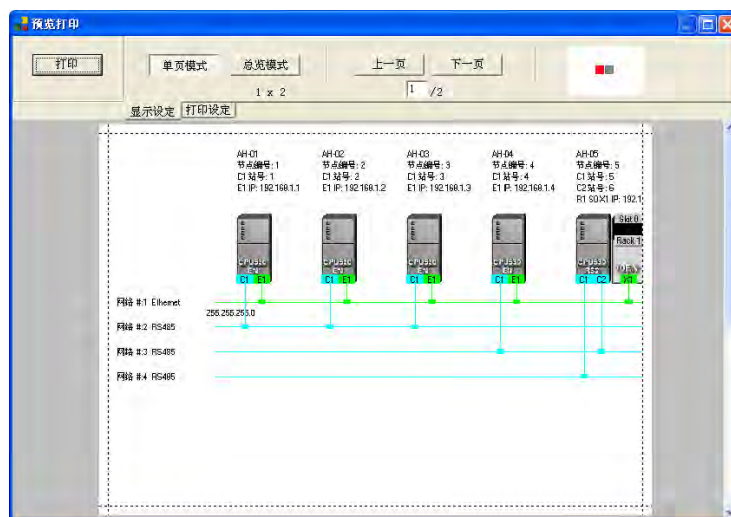 预览打印
打印 单页模式 总览模式 上一页 下一页
1 x 2 1 /2
显示设定 打印设定
AH-01 AH-02 AH-03 AH-04 AH-05
节点编号: 1 节点编号: 2 节点编号: 3 节点编号: 4 节点编号: 5
C1 站号: 1 C1 站号: 2 C1 站号: 3 C1 站号: 4 C1 站号: 5
E1 IP: 192.168.1.1 E1 IP: 192.168.1.2 E1 IP: 192.168.1.3 E1 IP: 192.168.1.4 C2 站号: 6
R1 S0 X1 IP: 192.1
Slot 0
Rack 1
C1 E1 C1 E1 C1 E1 C1 E1 C1 C2 X1
网络 #:1 Ethernet
255.255.255.0
网络 #:2 RS485
网络 #:3 RS485
网络 #:4 RS485